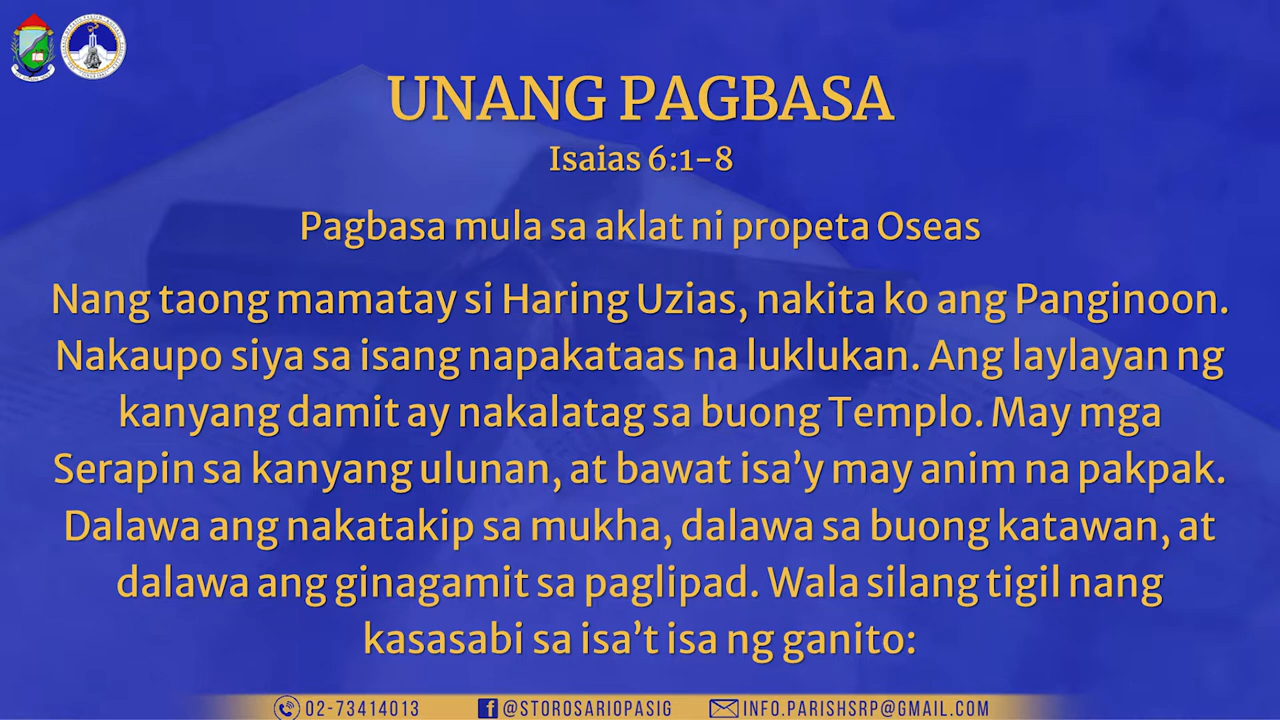 UNANG PAGBASA
Isaias 6:1-8
Pagbasa mula sa aklat ni propeta Oseas
Nang taong mamatay si Haring Uzias, nakita ko ang Panginoon.
Nakaupo siya sa isang napakataas na luklukan. Ang laylayan ng
kanyang damit ay nakalatag sa buong Templo. May mga
Serapin sa kanyang ulunan, at bawat isa’y may anim na pakpak.
Dalawa ang nakatakip sa mukha, dalawa sa buong katawan, at
dalawa ang ginagamit sa paglipad. Wala silang tigil nang
kasasabi sa isa’t isa ng ganito:
02-73414013 @STOROSARIOPASIG INFO.PARISHSRP@GMAIL.COM